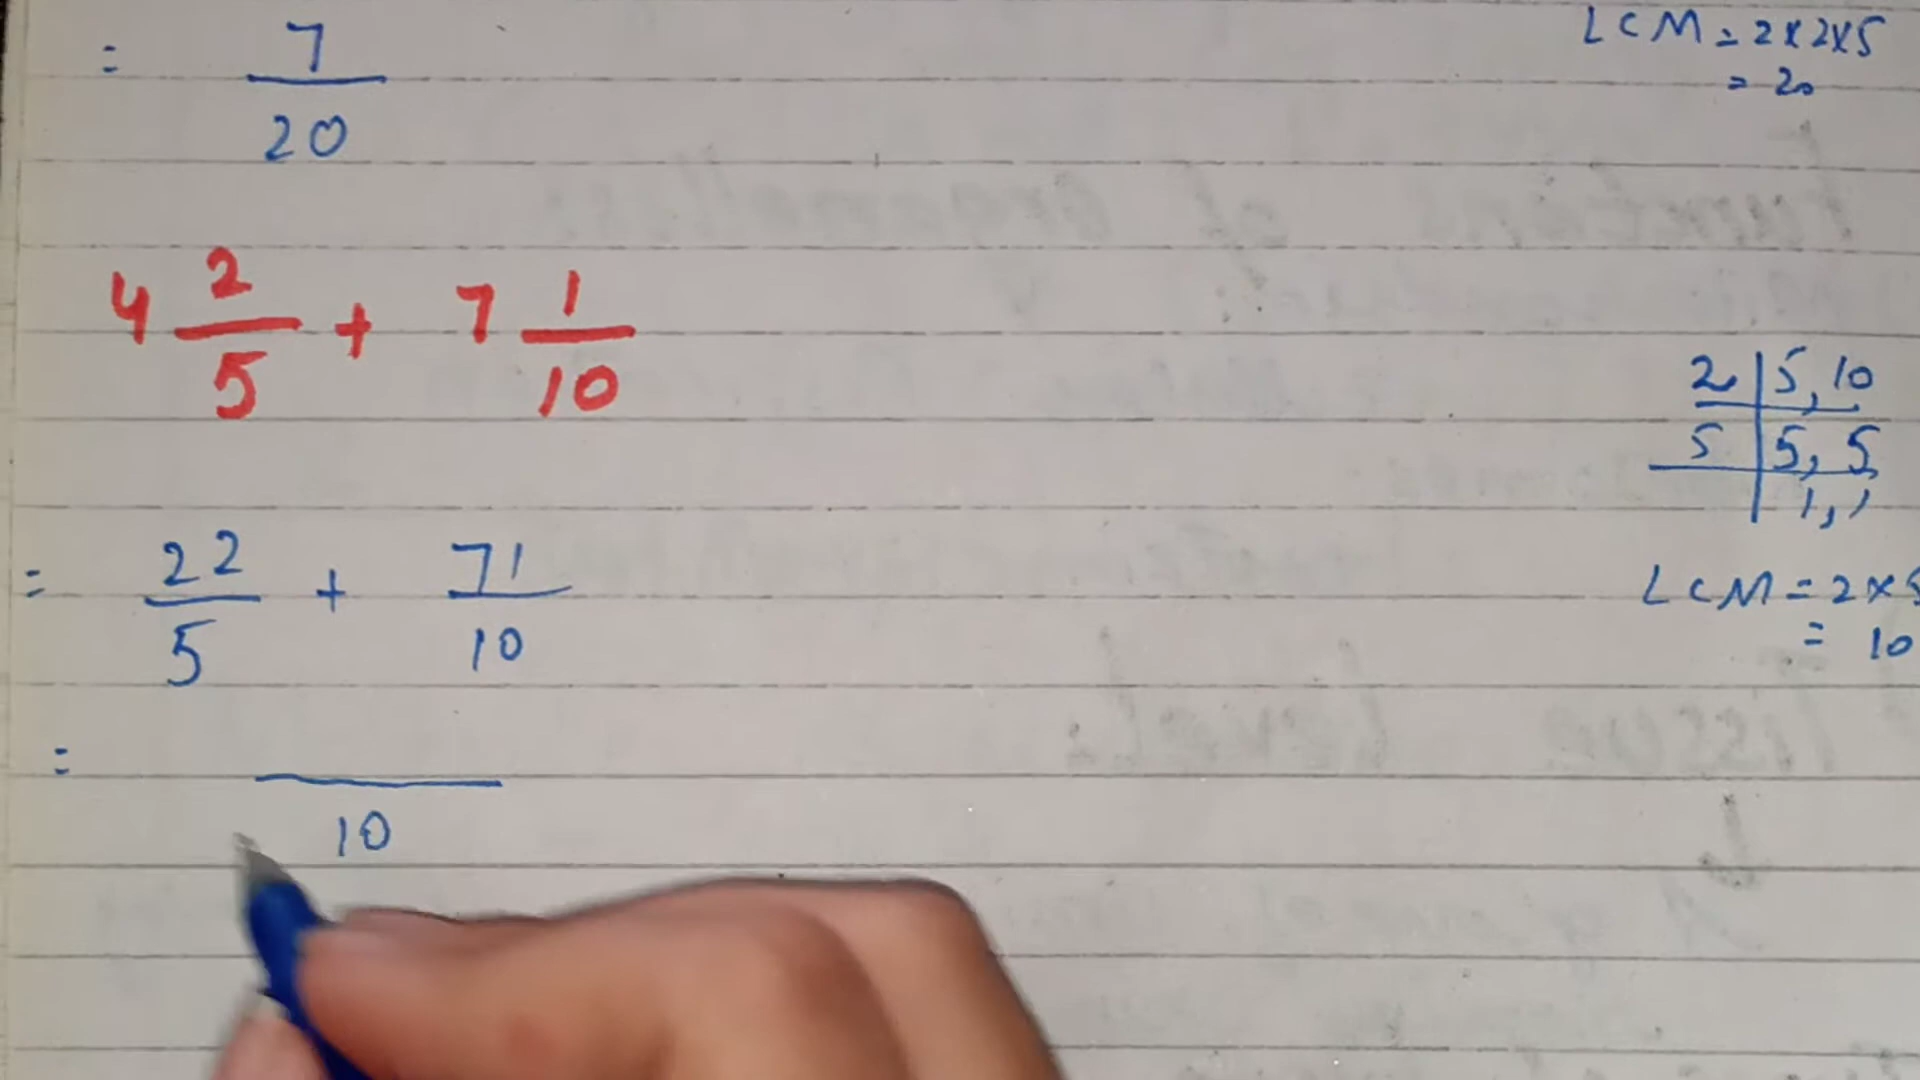 = 7/20
LCM = 2×2×5
= 20
4 2/5 + 7 1/10
2 | 5, 10
5 | 5, 5
| 1, 1
= 22/5 + 71/10
LCM = 2×5
= 10
= /10